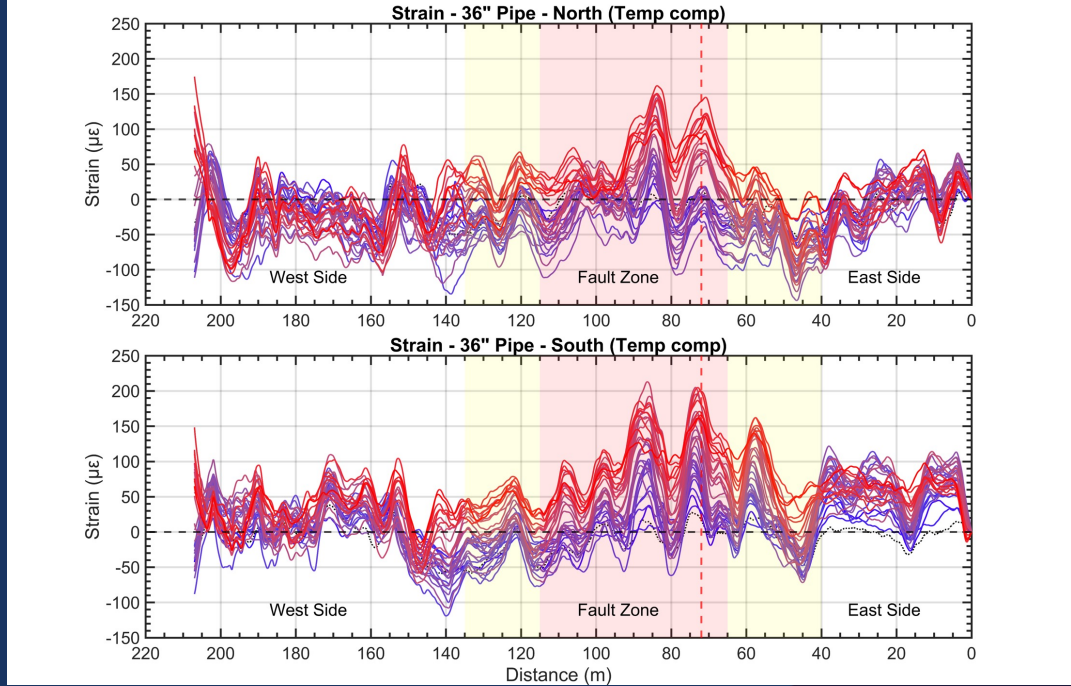 Strain - 36" Pipe - North (Temp comp)
250
200
150
100
50
0
-50
-100
-150
Strain (µε)
West Side
Fault Zone
East Side
220 200 180 160 140 120 100 80 60 40 20 0
Strain - 36" Pipe - South (Temp comp)
250
200
150
100
50
0
-50
-100
-150
Strain (µε)
West Side
Fault Zone
East Side
220 200 180 160 140 120 100 80 60 40 20 0
Distance (m)